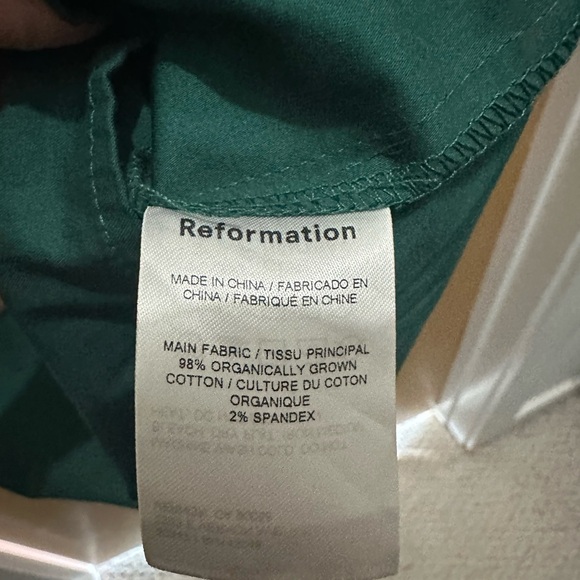 Reformation
MADE IN CHINA / FABRICADO EN
CHINA / FABRIQUÉ EN CHINE
MAIN FABRIC / TISSU PRINCIPAL
98% ORGANICALLY GROWN
COTTON / CULTURE DU COTON
ORGANIQUE
2% SPANDEX